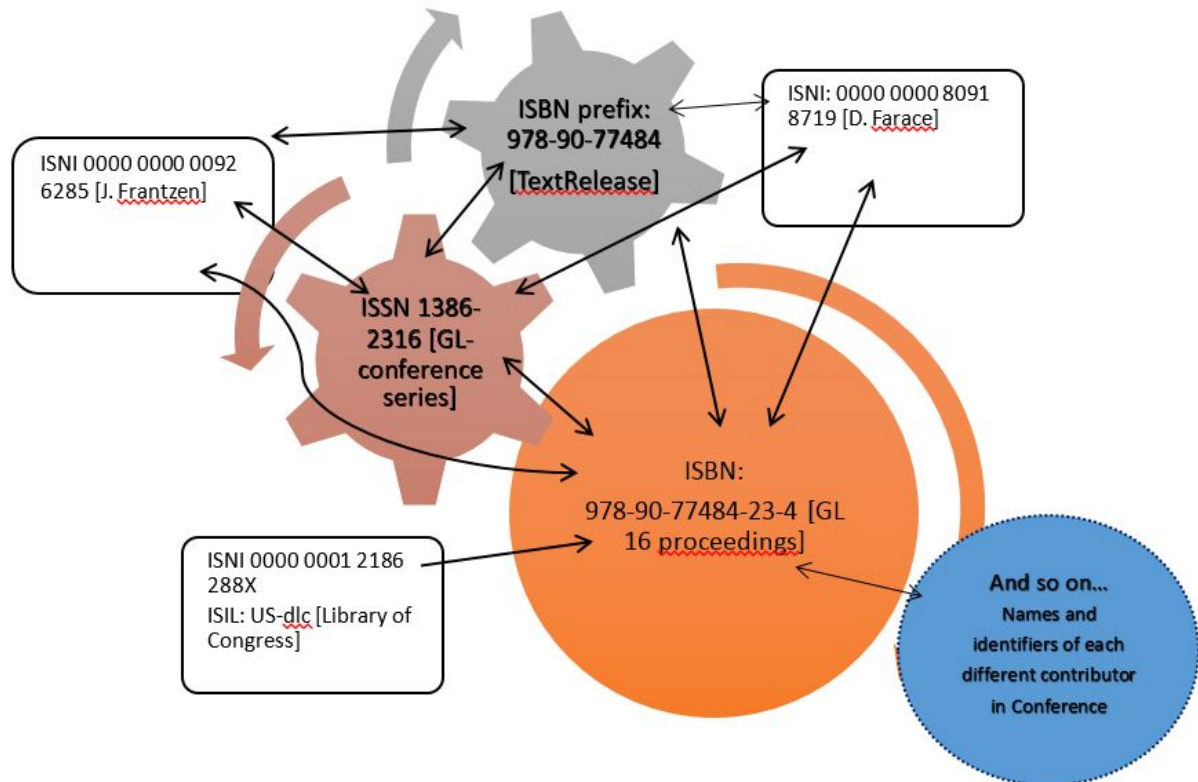 ISBN prefix:
978-90-77484
[TextRelease]
ISNI: 0000 0000 8091
8719 [D. Farace]
ISNI 0000 0000 0092
6285 [J. Frantzen]
ISSN 1386-
2316 [GL-
conference
series]
ISBN:
978-90-77484-23-4 [GL
16 proceedings]
ISNI 0000 0001 2186
288X
ISIL: US-dlc [Library of
Congress]
And so on...
Names and
identifiers of each
different contributor
in Conference